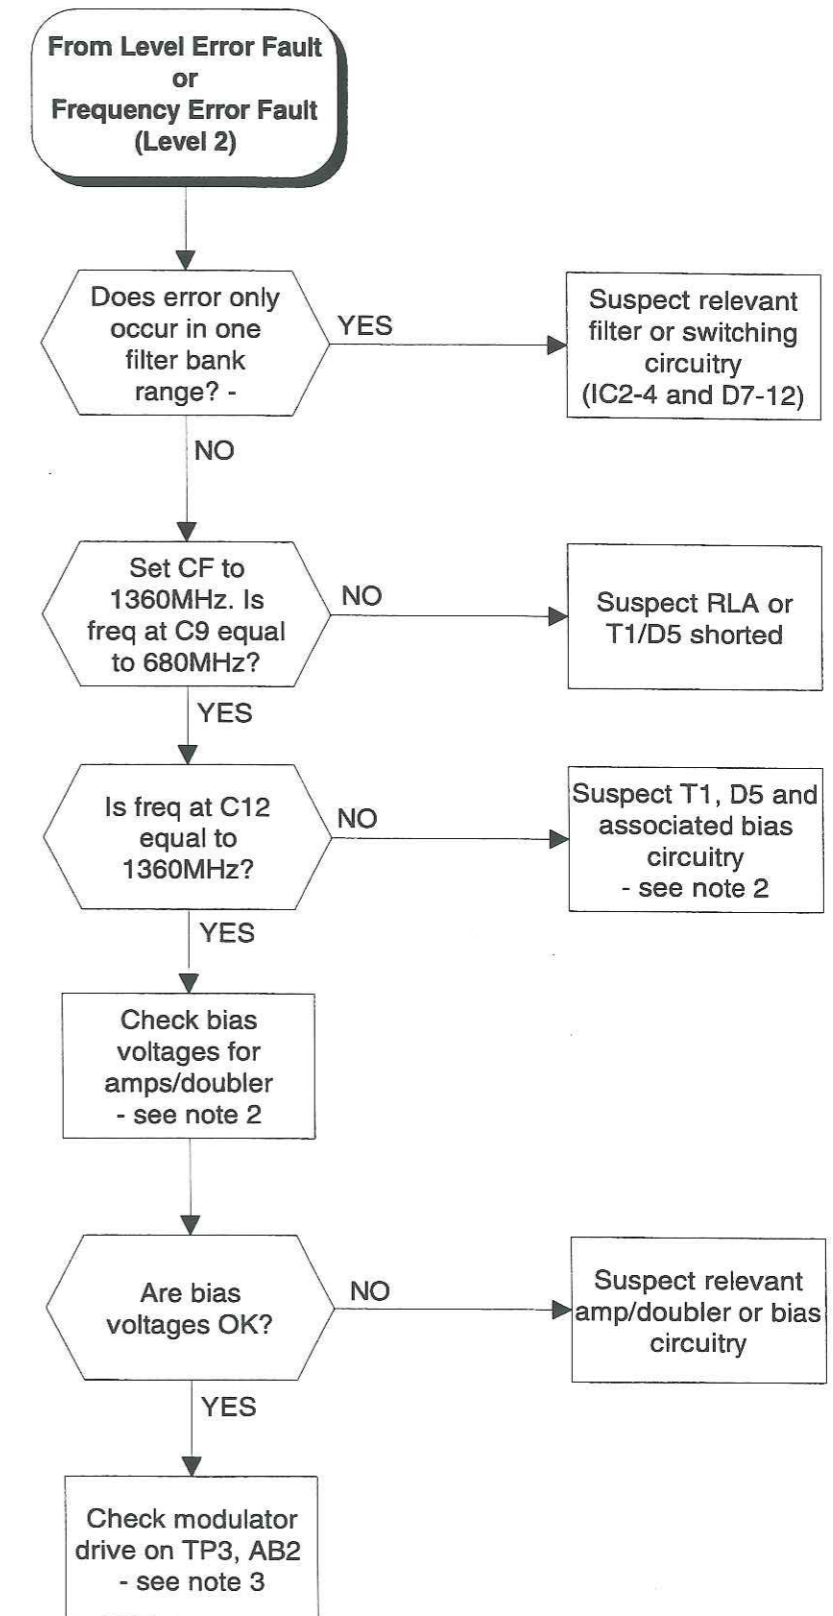 From Level Error Fault
or
Frequency Error Fault
(Level 2)
Does error only
occur in one
filter bank
range? -
YES
Suspect relevant
filter or switching
circuitry
(IC2-4 and D7-12)
NO
Set CF to
1360MHz. Is
freq at C9 equal
to 680MHz?
NO
Suspect RLA or
T1/D5 shorted
YES
Is freq at C12
equal to
1360MHz?
NO
Suspect T1, D5 and
associated bias
circuitry
- see note 2
YES
Check bias
voltages for
amps/doubler
- see note 2
Are bias
voltages OK?
NO
Suspect relevant
amp/doubler or bias
circuitry
YES
Check modulator
drive on TP3, AB2
- see note 3